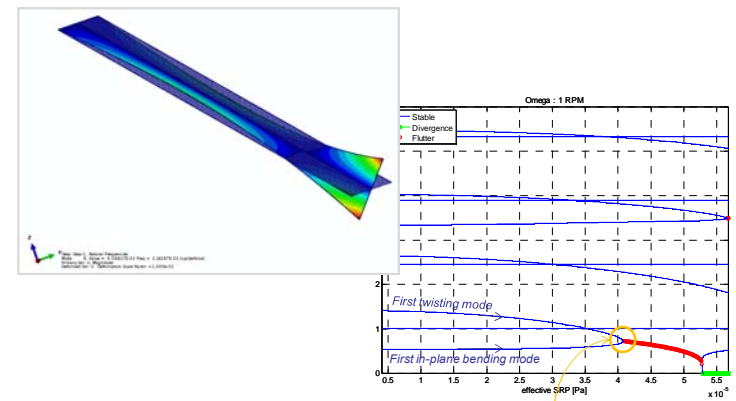 Z
Omega : 1 RPM
Stable
Divergence
Flutter
2
First twisting mode
1
First in-plane bending mode
0
0.5 1 1.5 2 2.5 3 3.5 4 4.5 5 5.5
effective SRP [Pa]
x 10⁻⁵